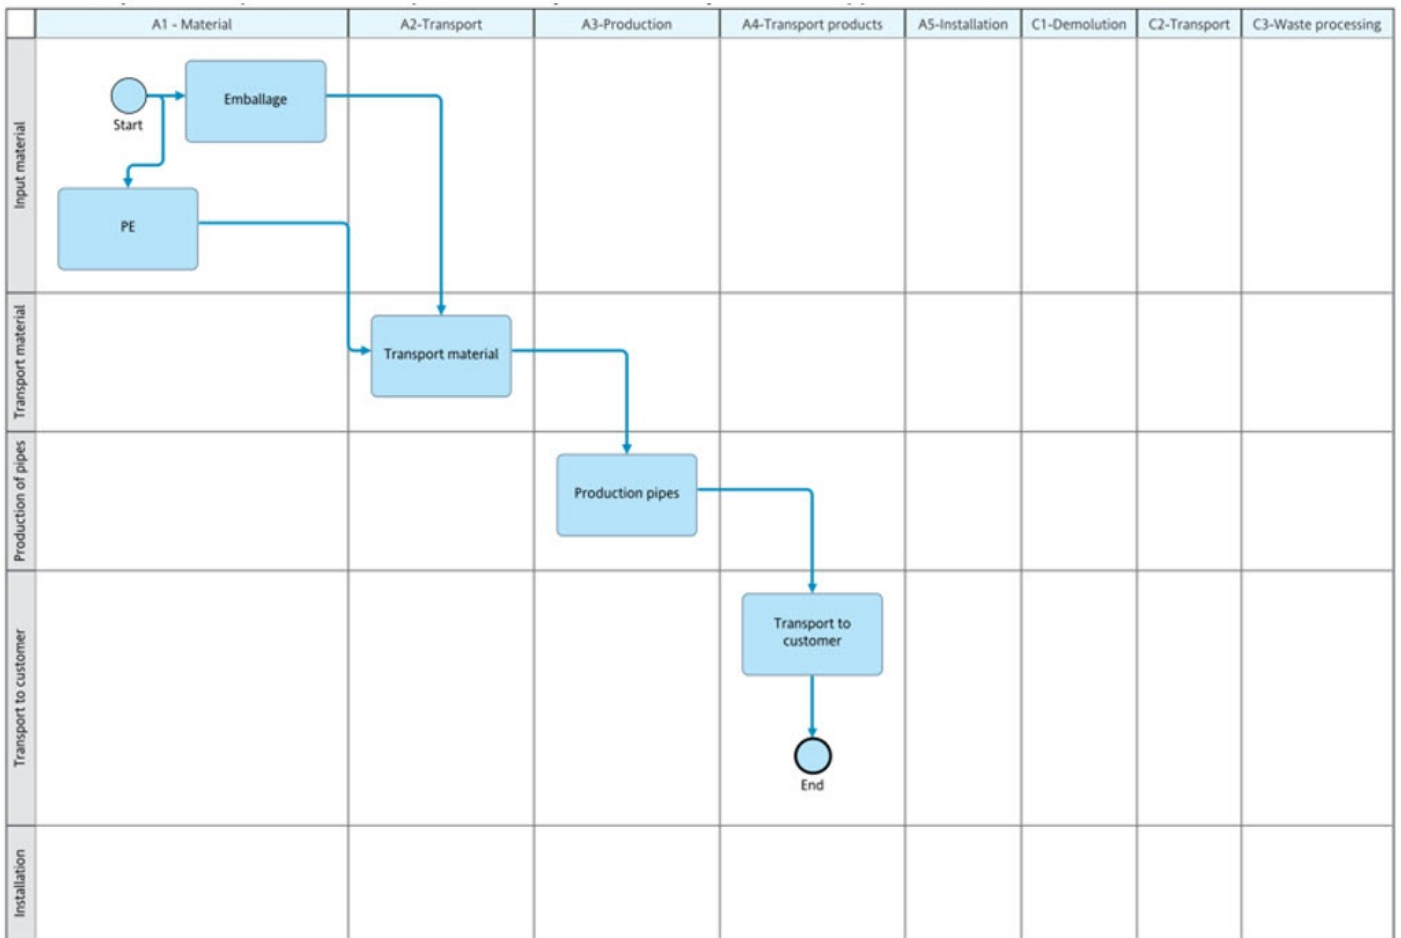 A1 - Material
A2-Transport
A3-Production
A4-Transport products
A5-Installation
C1-Demolution
C2-Transport
C3-Waste processing
Input material
Start
Emballage
PE
Transport material
Transport material
Production of pipes
Production pipes
Transport to customer
Transport to
customer
End
Installation